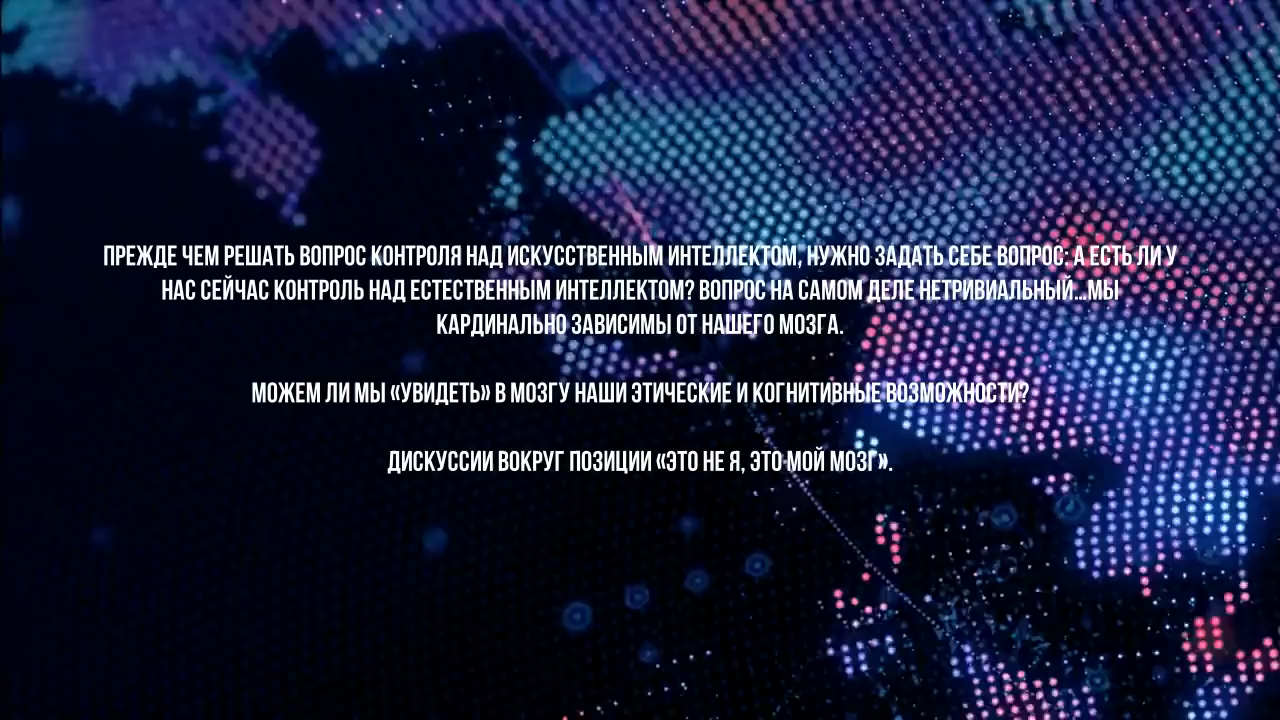 ПРЕЖДЕ ЧЕМ РЕШАТЬ ВОПРОС КОНТРОЛЯ НАД ИСКУССТВЕННЫМ ИНТЕЛЛЕКТОМ, НУЖНО ЗАДАТЬ СЕБЕ ВОПРОС: А ЕСТЬ ЛИ У
НАС СЕЙЧАС КОНТРОЛЬ НАД ЕСТЕСТВЕННЫМ ИНТЕЛЛЕКТОМ? ВОПРОС НА САМОМ ДЕЛЕ НЕТРИВИАЛЬНЫЙ...МЫ
КАРДИНАЛЬНО ЗАВИСИМЫ ОТ НАШЕГО МОЗГА.
МОЖЕМ ЛИ МЫ «УВИДЕТЬ» В МОЗГУ НАШИ ЭТИЧЕСКИЕ И КОГНИТИВНЫЕ ВОЗМОЖНОСТИ?
ДИСКУССИИ ВОКРУГ ПОЗИЦИИ «ЭТО НЕ Я, ЭТО МОЙ МОЗГ».